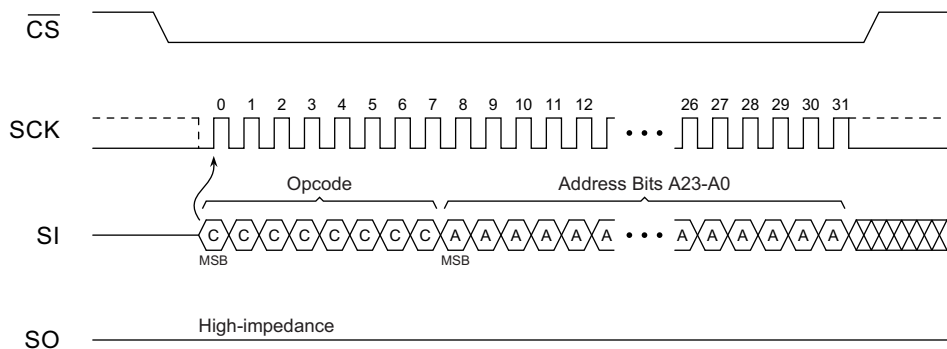 CS
0 1 2 3 4 5 6 7 8 9 10 11 12 26 27 28 29 30 31
SCK
Opcode Address Bits A23-A0
SI C C C C C C C C A A A A A A A A A A A A
MSB MSB
High-impedance
SO